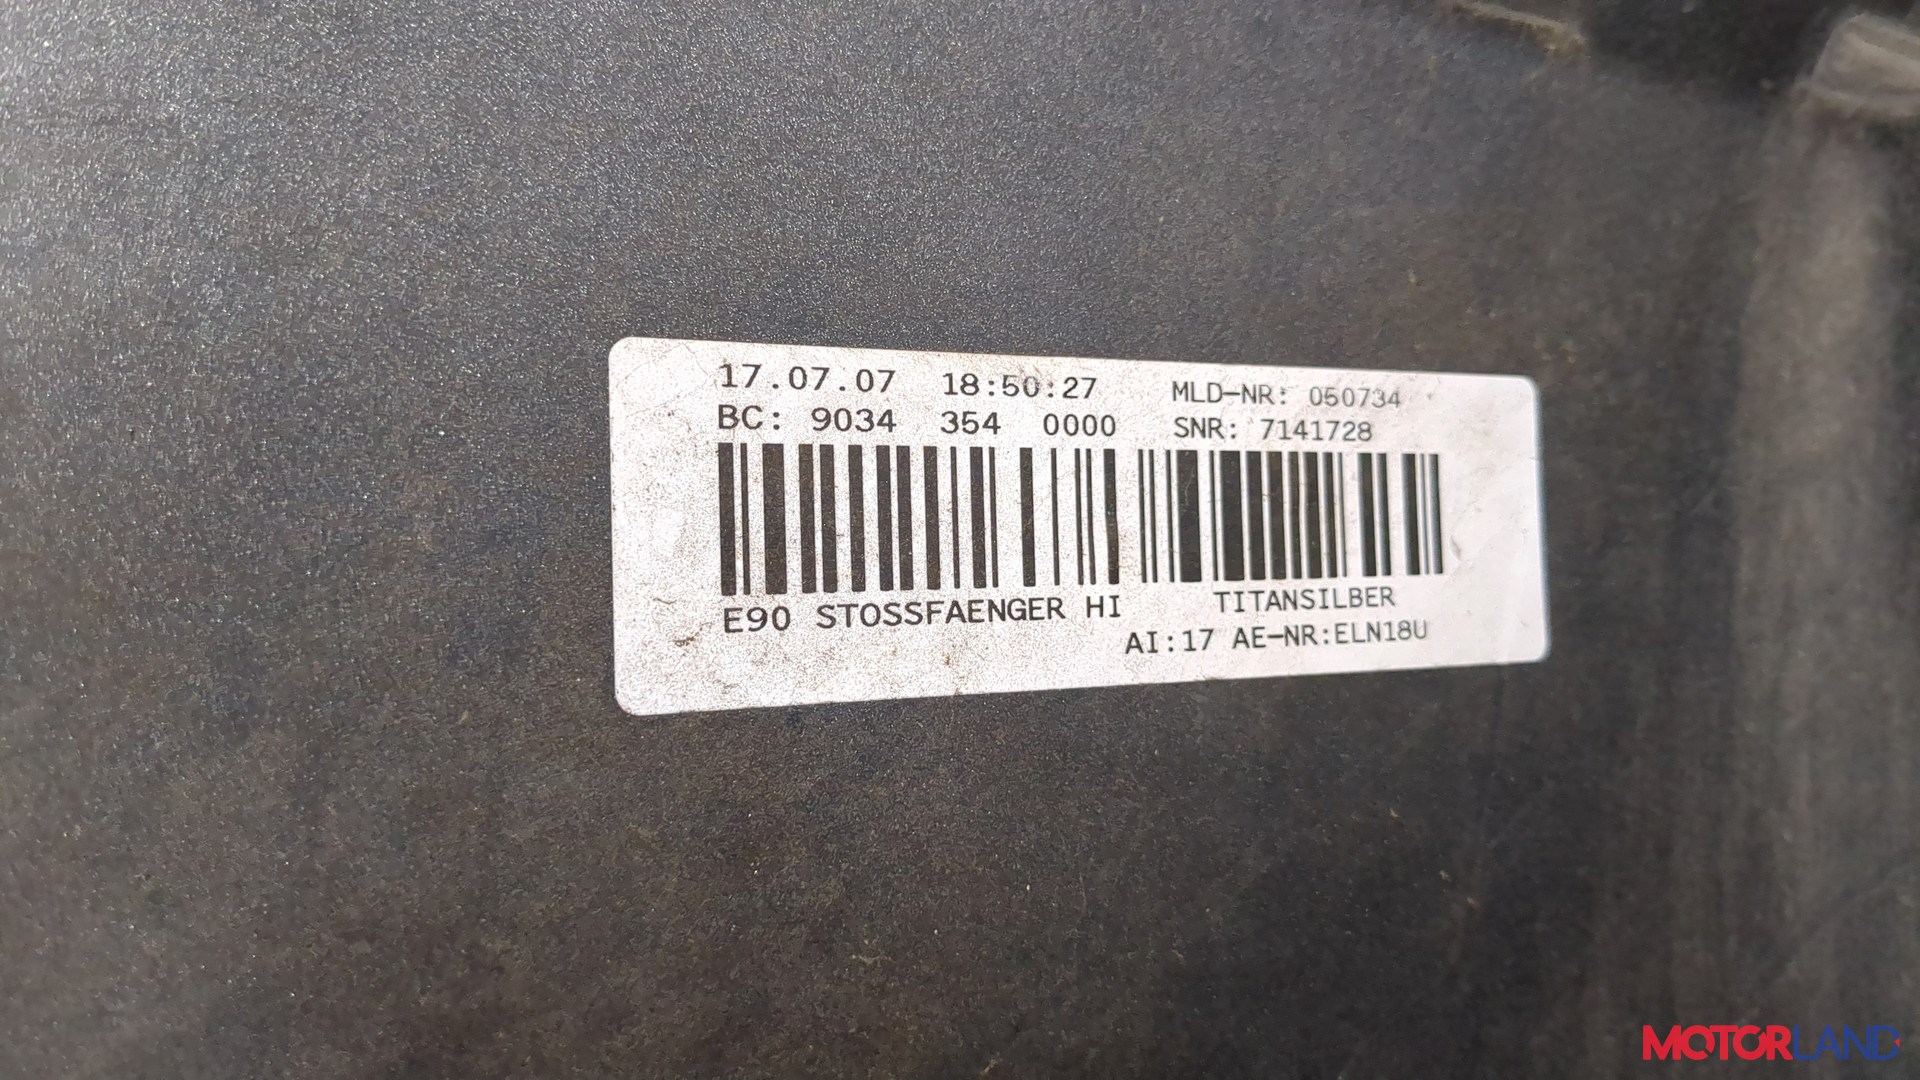 17.07.07 18:50:27 MLD-NR: 050734
BC: 9034 354 0000 SNR: 7141728
E90 STOSSFAENGER HI TITANSILBER
AI:17 AE-NR:ELN18U
MOTORLAND